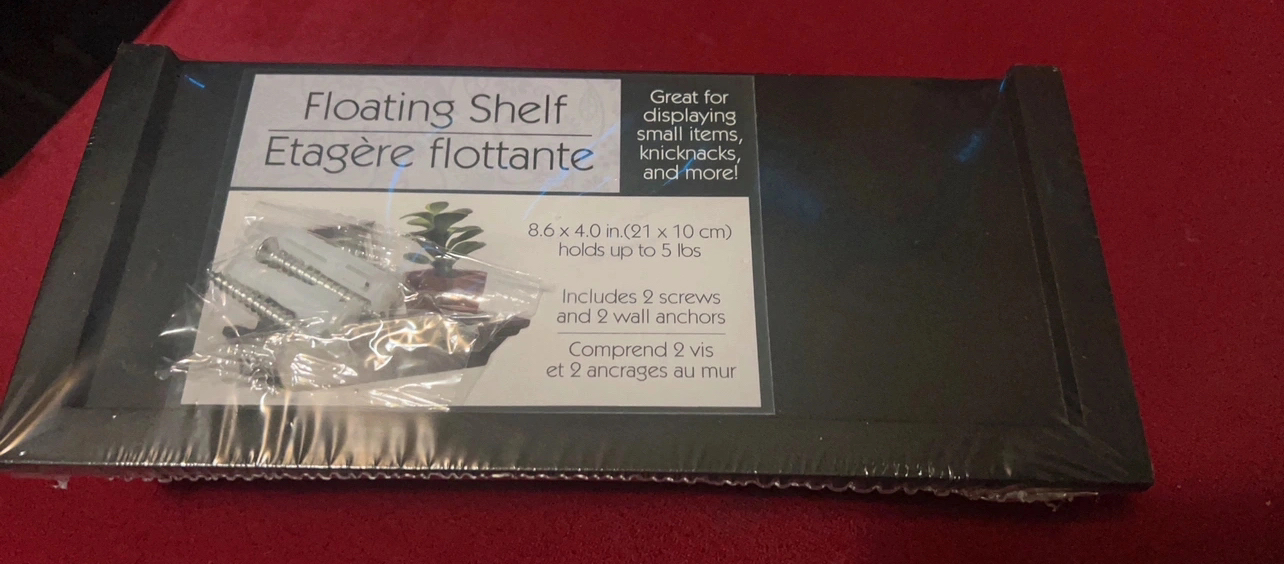 Floating Shelf
Etagère flottante
Great for
displaying
small items,
knicknacks,
and more!
8.6 x 4.0 in.(21 x 10 cm)
holds up to 5 lbs
Includes 2 screws
and 2 wall anchors
Comprend 2 vis
et 2 ancrages au mur